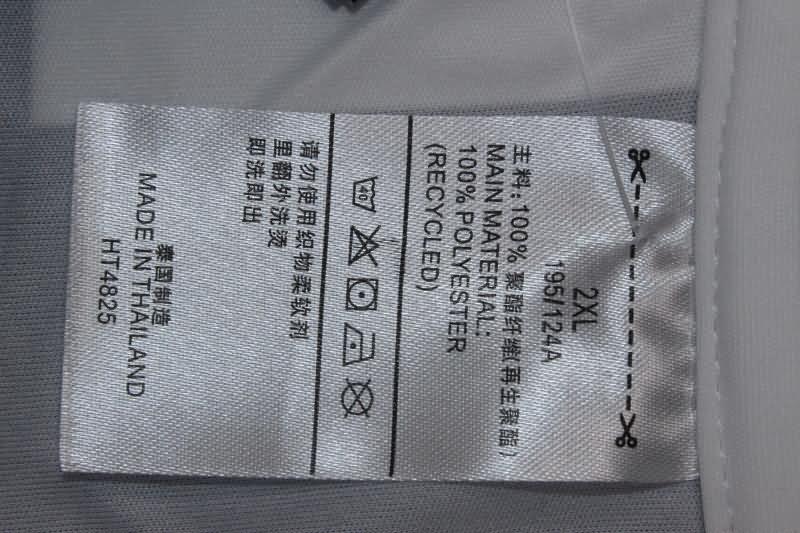 2XL
195/124A
主料:100% 聚酯纤维(再生聚酯)
MAIN MATERIAL:
100% POLYESTER
(RECYCLED)
40
请勿使用织物柔软剂
里翻外洗烫
即洗即出
泰国制造
MADE IN THAILAND
HT4825